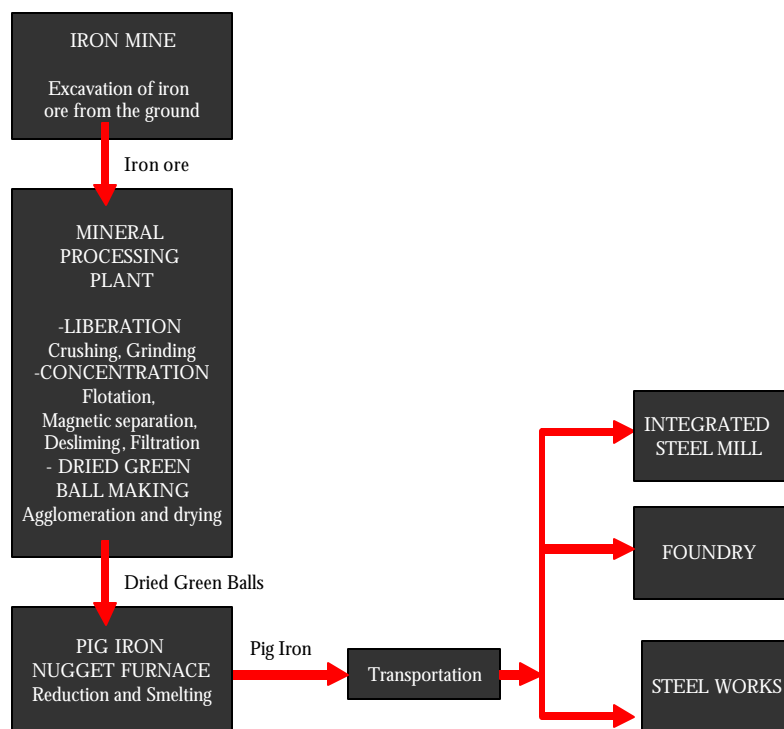 IRON MINE
Excavation of iron
ore from the ground
Iron ore
MINERAL
PROCESSING
PLANT
-LIBERATION
Crushing, Grinding
-CONCENTRATION
Flotation,
Magnetic separation,
Desliming, Filtration
- DRIED GREEN
BALL MAKING
Agglomeration and drying
Dried Green Balls
PIG IRON
NUGGET FURNACE
Reduction and Smelting
Pig Iron
Transportation
INTEGRATED
STEEL MILL
FOUNDRY
STEEL WORKS